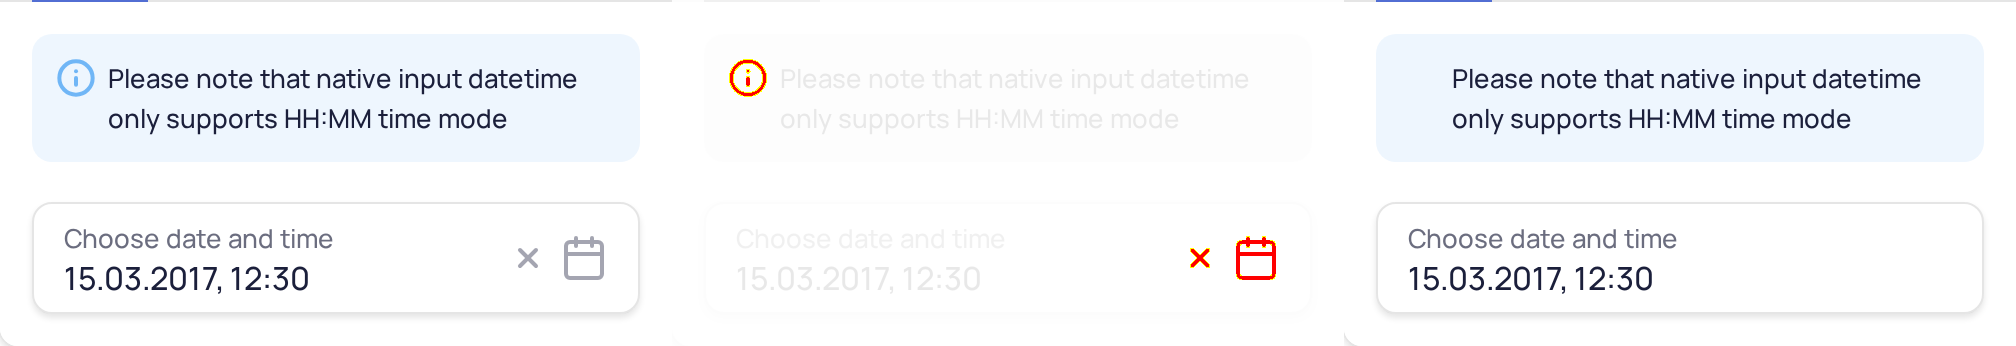 Please note that native input datetime
only supports HH:MM time mode
Choose date and time
15.03.2017, 12:30
Please note that native input datetime
only supports HH:MM time mode
Choose date and time
15.03.2017, 12:30
Please note that native input datetime
only supports HH:MM time mode
Choose date and time
15.03.2017, 12:30